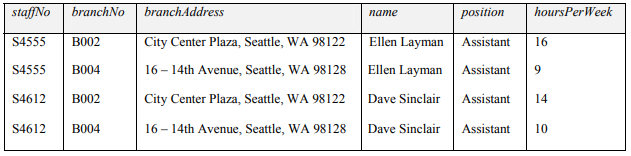 staffNo branchNo branchAddress name position hoursPerWeek
S4555 B002 City Center Plaza, Seattle, WA 98122 Ellen Layman Assistant 16
S4555 B004 16 – 14th Avenue, Seattle, WA 98128 Ellen Layman Assistant 9
S4612 B002 City Center Plaza, Seattle, WA 98122 Dave Sinclair Assistant 14
S4612 B004 16 – 14th Avenue, Seattle, WA 98128 Dave Sinclair Assistant 10